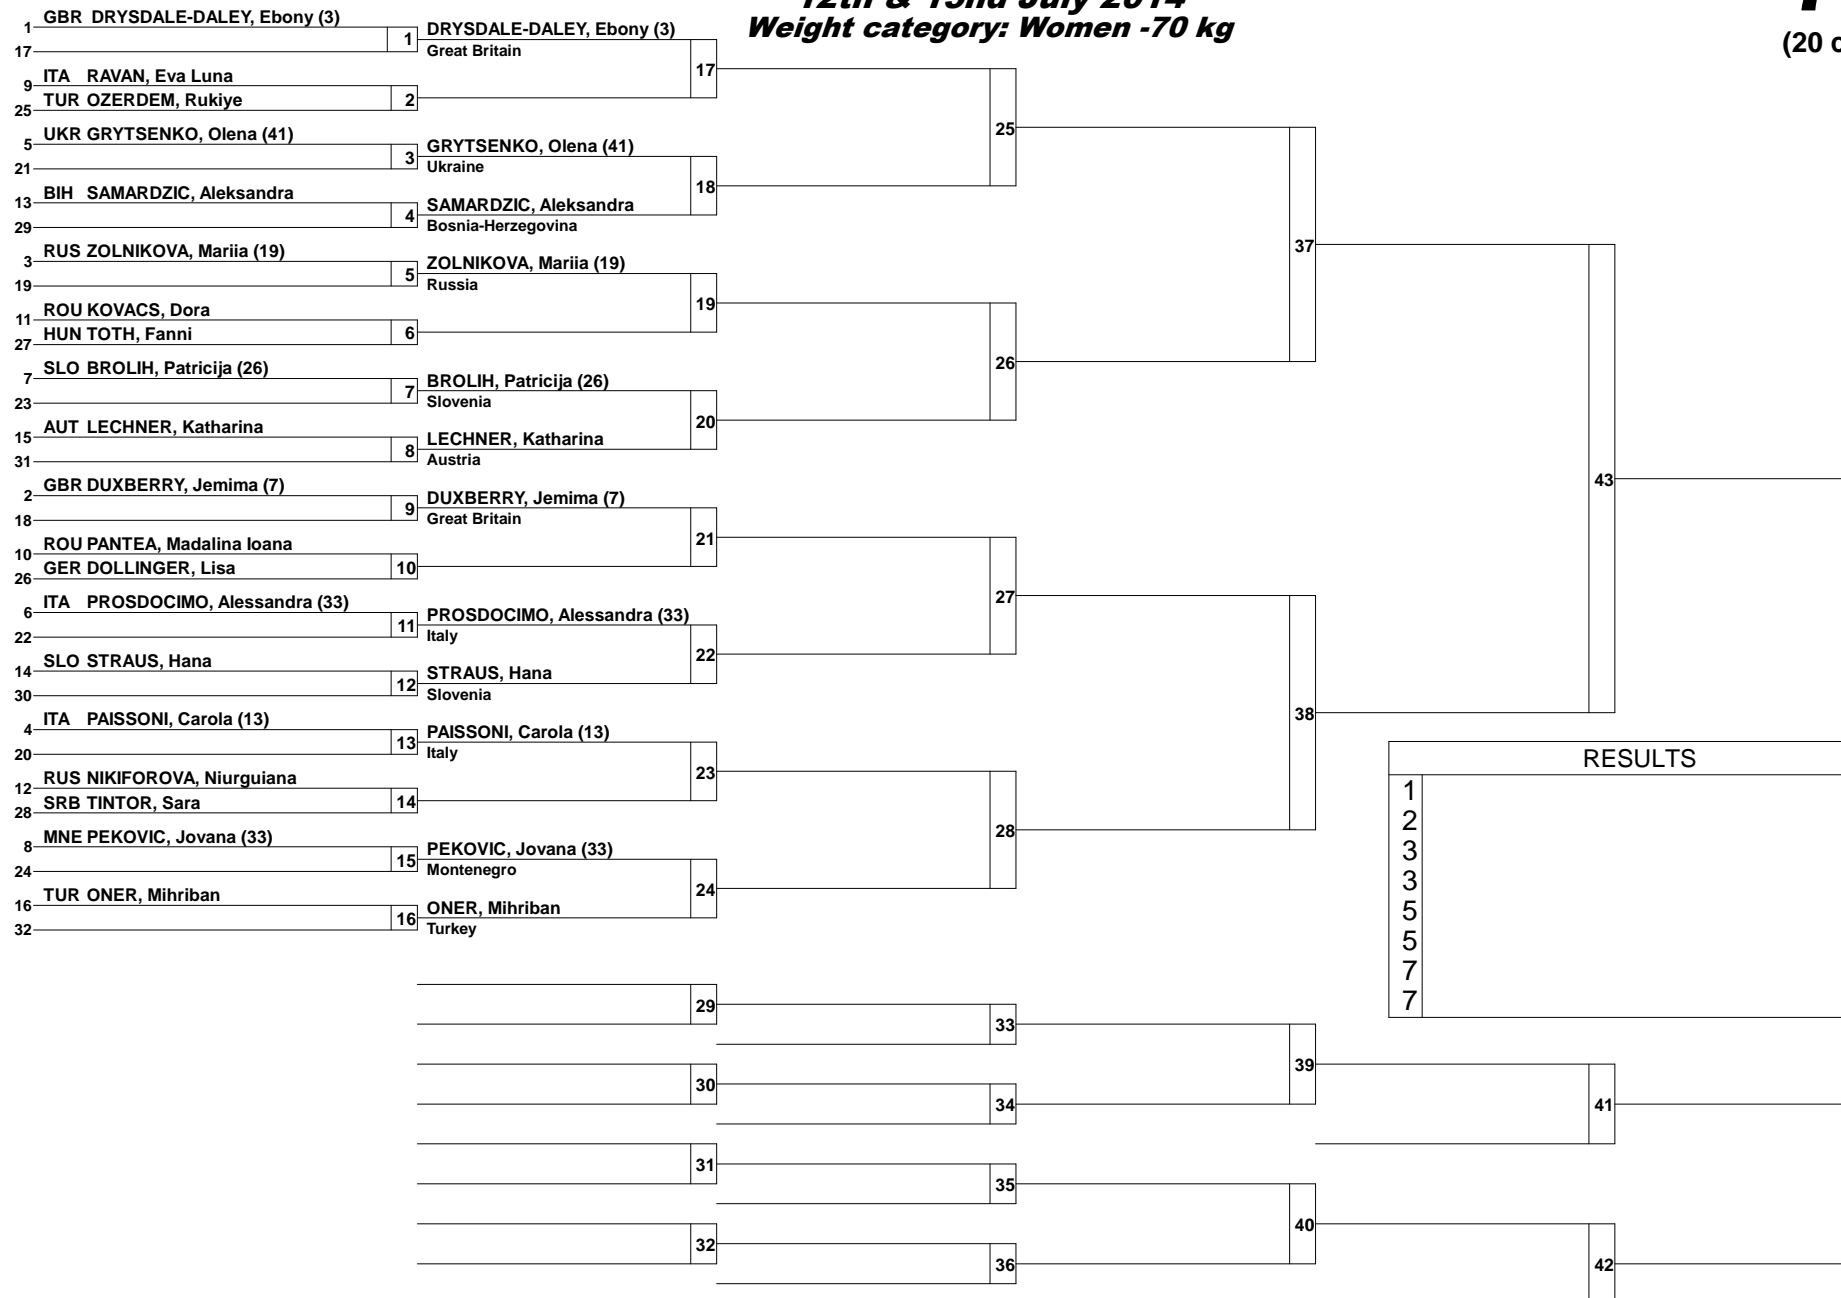 12th & 13nd July 2014
Weight category: Women -70 kg
(20 c
1 GBR DRYSDALE-DALEY, Ebony (3)
17
1 DRYSDALE-DALEY, Ebony (3)
Great Britain
17
9 ITA RAVAN, Eva Luna
25 TUR OZERDEM, Rukiye
2
25
5 UKR GRYTSENKO, Olena (41)
21
3 GRYTSENKO, Olena (41)
Ukraine
18
13 BIH SAMARDZIC, Aleksandra
29
4 SAMARDZIC, Aleksandra
Bosnia-Herzegovina
37
3 RUS ZOLNIKOVA, Mariia (19)
19
5 ZOLNIKOVA, Mariia (19)
Russia
19
11 ROU KOVACS, Dora
27 HUN TOTH, Fanni
6
26
7 SLO BROLIH, Patricija (26)
23
7 BROLIH, Patricija (26)
Slovenia
20
15 AUT LECHNER, Katharina
31
8 LECHNER, Katharina
Austria
43
2 GBR DUXBERRY, Jemima (7)
18
9 DUXBERRY, Jemima (7)
Great Britain
21
10 ROU PANTEA, Madalina Ioana
26 GER DOLLINGER, Lisa
10
27
6 ITA PROSDOCIMO, Alessandra (33)
22
11 PROSDOCIMO, Alessandra (33)
Italy
22
14 SLO STRAUS, Hana
30
12 STRAUS, Hana
Slovenia
38
4 ITA PAISSONI, Carola (13)
20
13 PAISSONI, Carola (13)
Italy
23
12 RUS NIKIFOROVA, Niurguiana
28 SRB TINTOR, Sara
14
28
8 MNE PEKOVIC, Jovana (33)
24
15 PEKOVIC, Jovana (33)
Montenegro
24
16 TUR ONER, Mihriban
32
16 ONER, Mihriban
Turkey
RESULTS
1
2
3
3
5
5
7
7
29
33
39
30
34
41
31
35
40
32
36
42